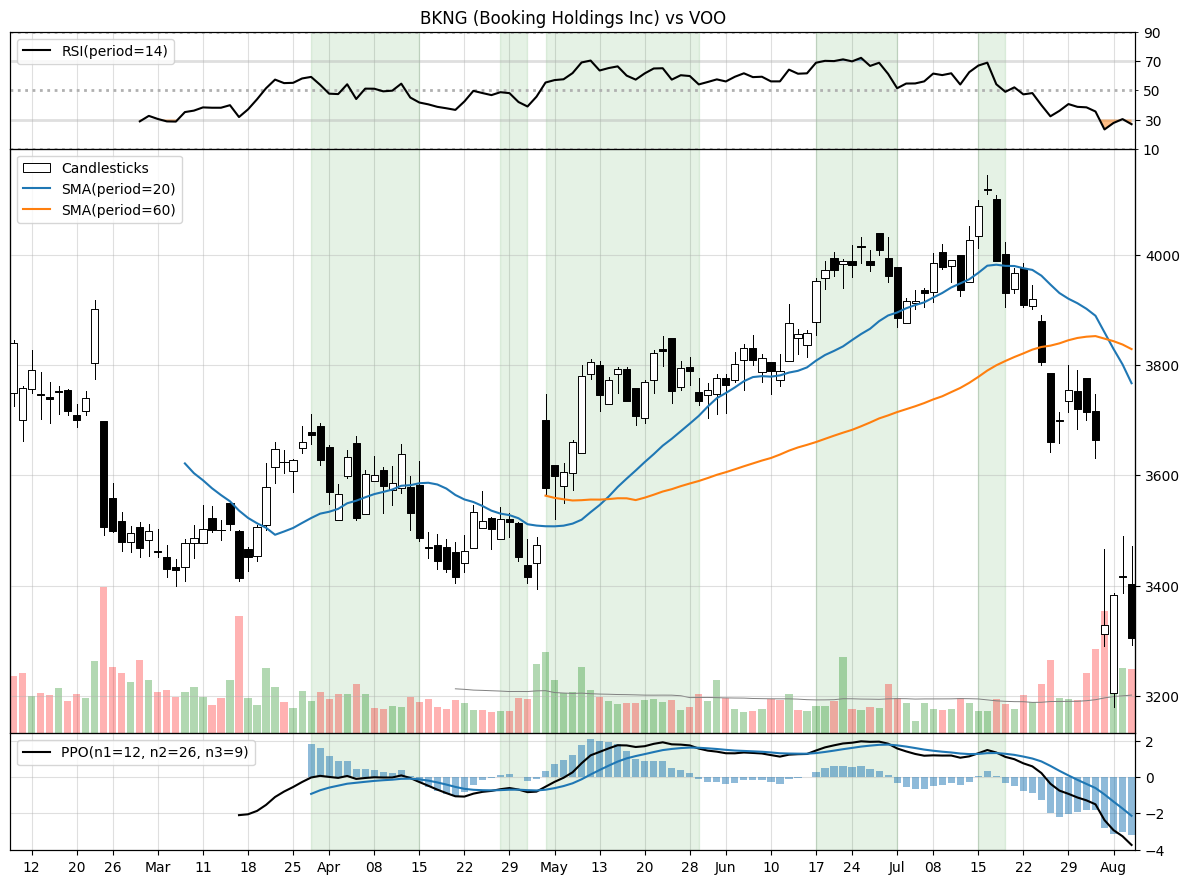 BKNG (Booking Holdings Inc) vs VOO
RSI(period=14)
90
70
50
30
10
Candlesticks
SMA(period=20)
SMA(period=60)
4000
3800
3600
3400
3200
PPO(n1=12, n2=26, n3=9)
2
0
−2
−4
12 20 26 Mar 11 18 25 Apr 08 15 22 29 May 13 20 28 Jun 10 17 24 Jul 08 15 22 29 Aug